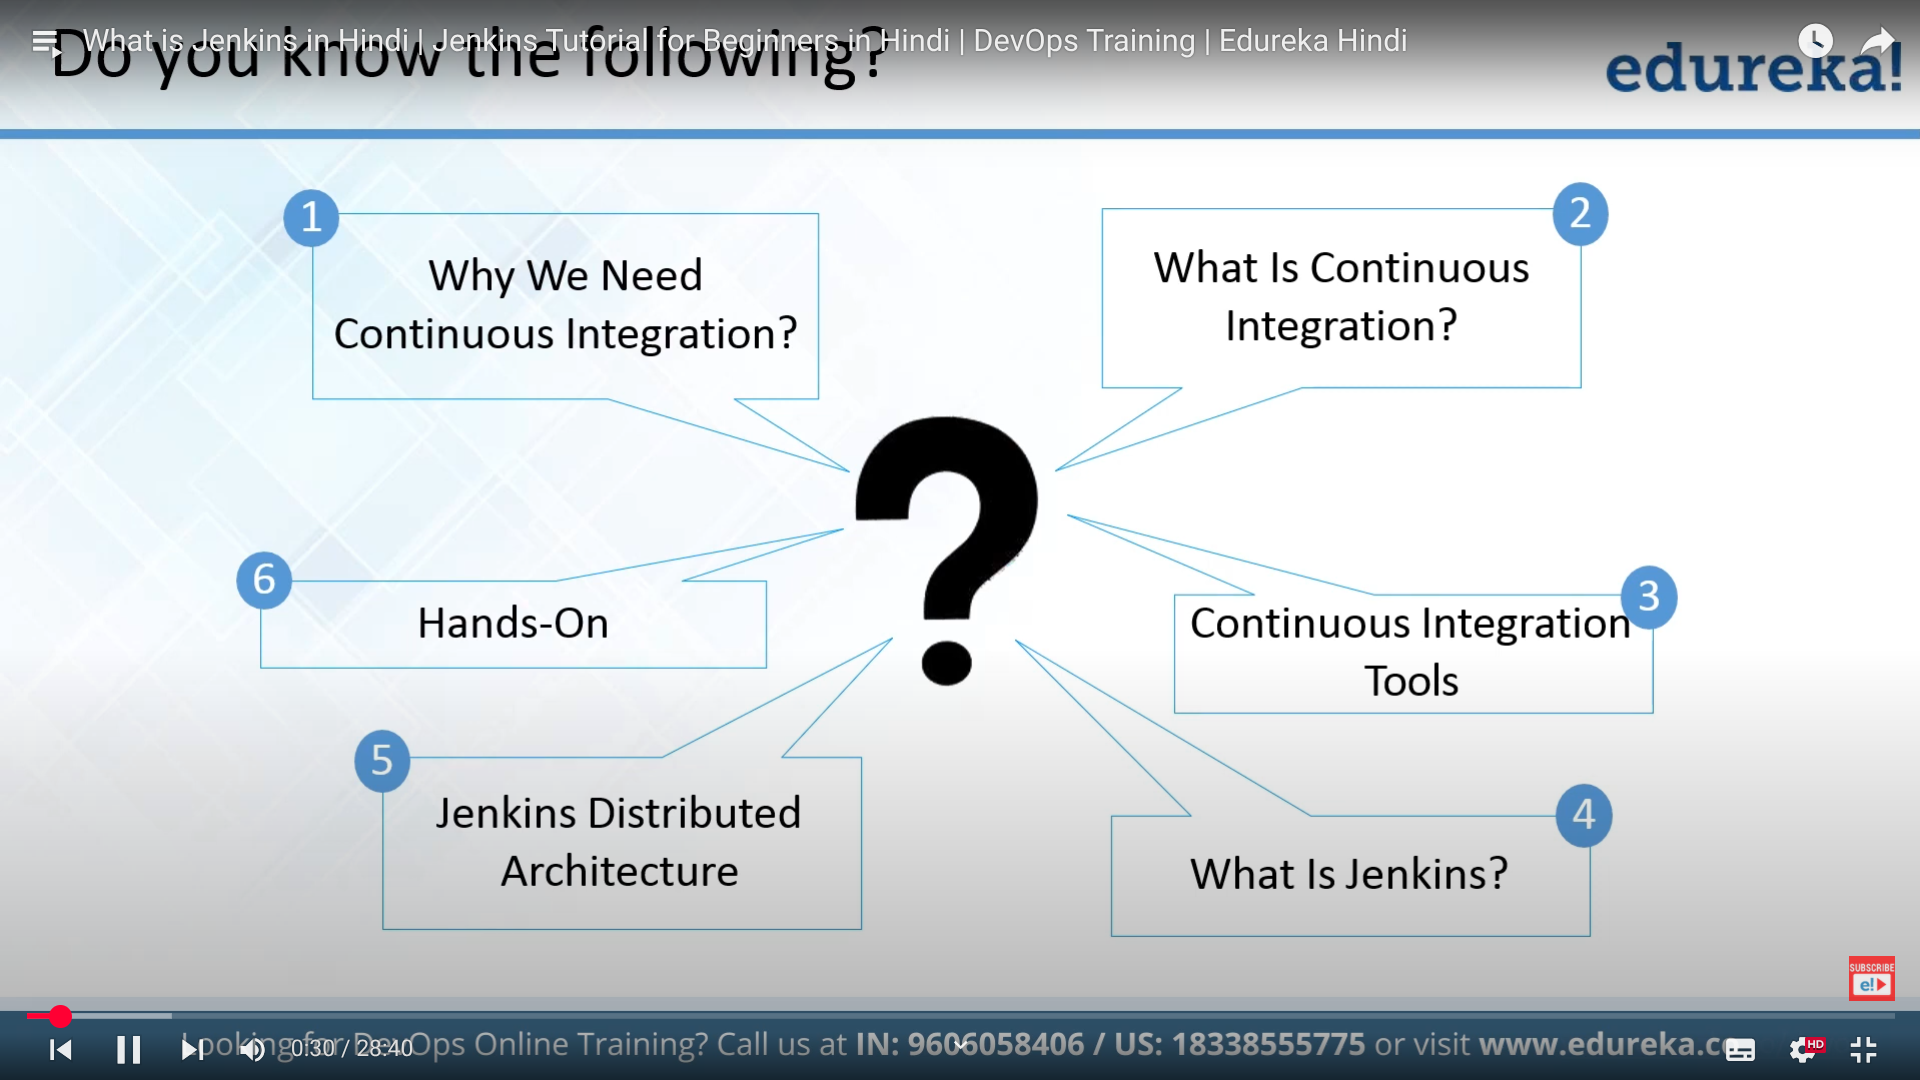 What is Jenkins in Hindi | Jenkins Tutorial for Beginners in Hindi | DevOps Training | Edureka Hindi
Do you know the following?
edureka!
1
Why We Need
Continuous Integration?
2
What Is Continuous
Integration?
3
Continuous Integration
Tools
4
What Is Jenkins?
5
Jenkins Distributed
Architecture
6
Hands-On
SUBSCRIBE
e!
Looking for DevOps Online Training? Call us at IN: 9606058406 / US: 18338555775 or visit www.edureka.co
0:30 / 28:40
HD